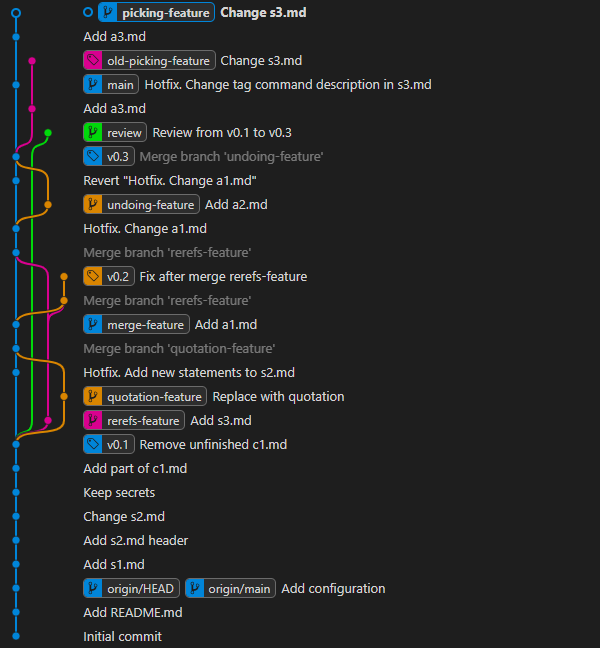 picking-feature Change s3.md
Add a3.md
old-picking-feature Change s3.md
main Hotfix. Change tag command description in s3.md
Add a3.md
review Review from v0.1 to v0.3
v0.3 Merge branch 'undoing-feature'
Revert "Hotfix. Change a1.md"
undoing-feature Add a2.md
Hotfix. Change a1.md
Merge branch 'rerefs-feature'
v0.2 Fix after merge rerefs-feature
Merge branch 'rerefs-feature'
merge-feature Add a1.md
Merge branch 'quotation-feature'
Hotfix. Add new statements to s2.md
quotation-feature Replace with quotation
rerefs-feature Add s3.md
v0.1 Remove unfinished c1.md
Add part of c1.md
Keep secrets
Change s2.md
Add s2.md header
Add s1.md
origin/HEAD origin/main Add configuration
Add README.md
Initial commit